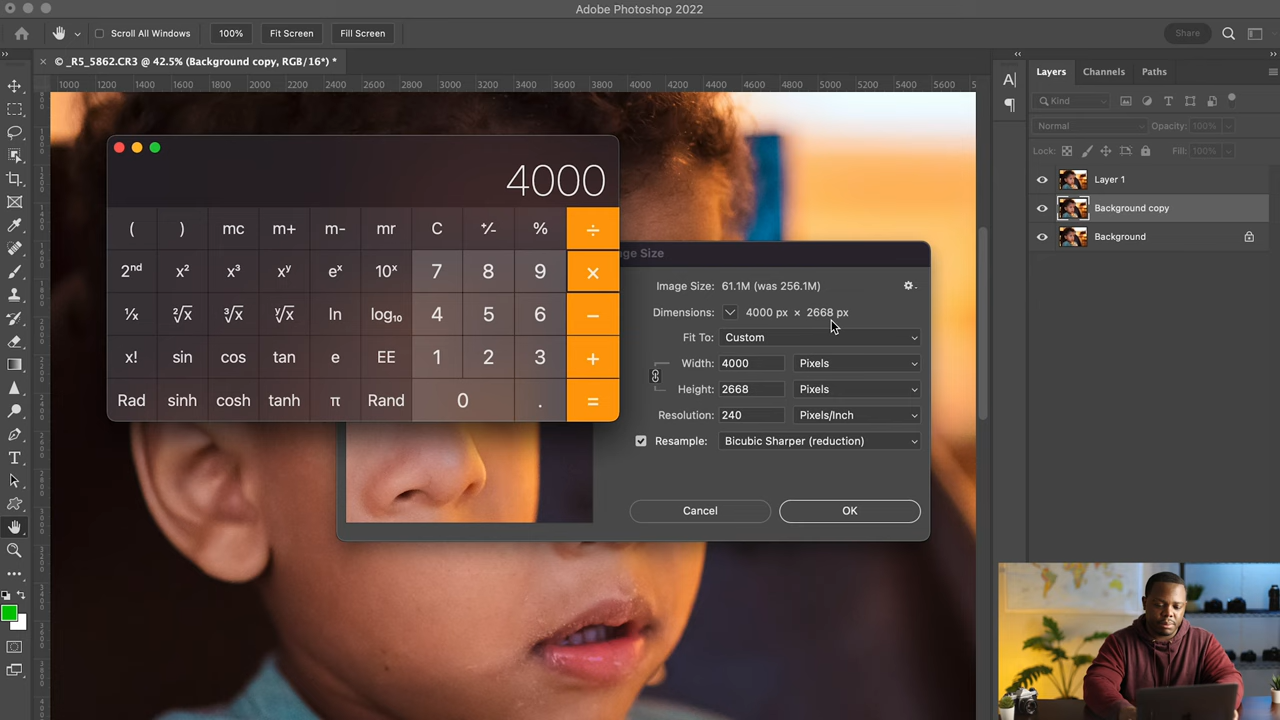 Adobe Photoshop 2022
Scroll All Windows 100% Fit Screen Fill Screen Share
© _R5_5862.CR3 @ 42.5% (Background copy, RGB/16*) *
1000 1200 1400 1600 1800 2000 2200 2400 2600 2800 3000 3200 3400 3600 3800 4000 4200 4400 4600 4800 5000 5200 5400 5600
4000
( ) mc m+ m- mr C +⁄- % ÷
2nd x² x³ xʸ eˣ 10ˣ 7 8 9 ×
1⁄x ²√x ³√x ʸ√x ln log₁₀ 4 5 6 −
x! sin cos tan e EE 1 2 3 +
Rad sinh cosh tanh π Rand 0 . =
ge Size
Image Size: 61.1M (was 256.1M)
Dimensions: 4000 px × 2668 px
Fit To: Custom
Width: 4000 Pixels
Height: 2668 Pixels
Resolution: 240 Pixels/Inch
Resample: Bicubic Sharper (reduction)
Cancel OK
Layers Channels Paths
Kind
Normal Opacity: 100%
Lock: Fill: 100%
Layer 1
Background copy
Background